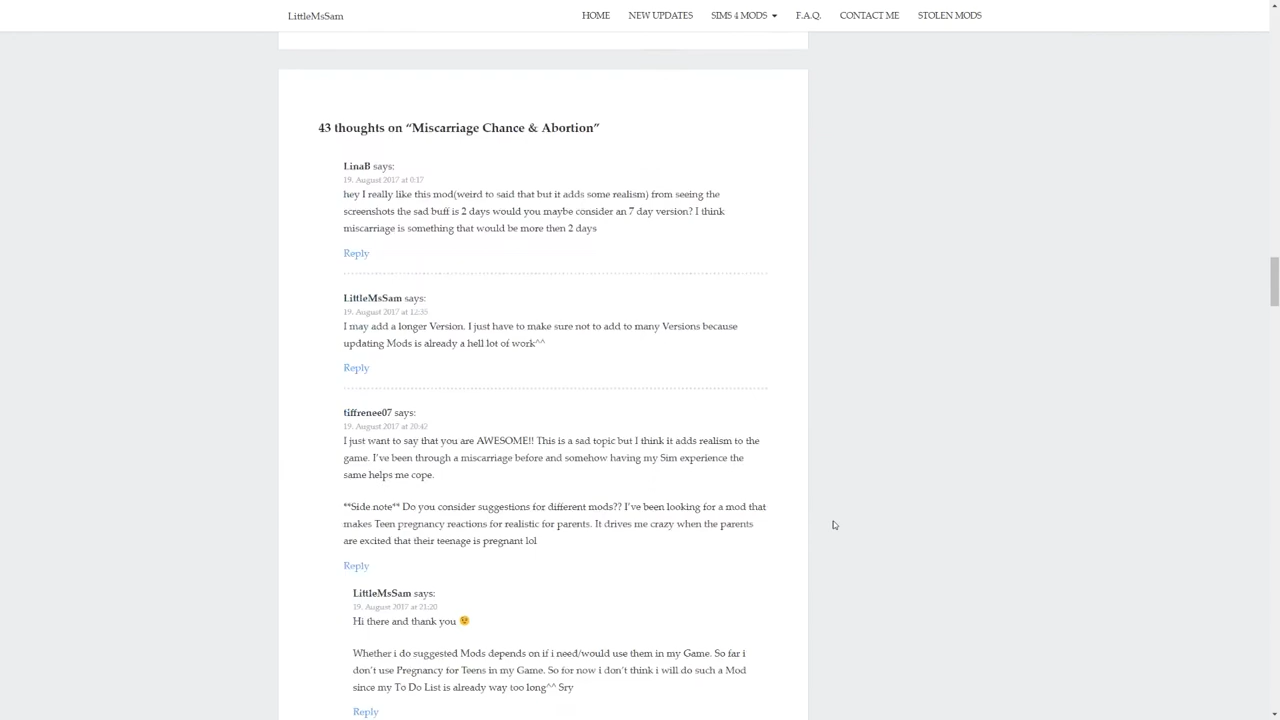 LittleMsSam
HOME NEW UPDATES SIMS 4 MODS F.A.Q. CONTACT ME STOLEN MODS
43 thoughts on “Miscarriage Chance & Abortion”
LinaB says:
19. August 2017 at 0:17
hey I really like this mod(weird to said that but it adds some realism) from seeing the
screenshots the sad buff is 2 days would you maybe consider an 7 day version? I think
miscarriage is something that would be more then 2 days
Reply
LittleMsSam says:
19. August 2017 at 12:35
I may add a longer Version. I just have to make sure not to add to many Versions because
updating Mods is already a hell lot of work^^
Reply
tiffrenee07 says:
19. August 2017 at 20:42
I just want to say that you are AWESOME!! This is a sad topic but I think it adds realism to the
game. I’ve been through a miscarriage before and somehow having my Sim experience the
same helps me cope.
**Side note** Do you consider suggestions for different mods?? I’ve been looking for a mod that
makes Teen pregnancy reactions for realistic for parents. It drives me crazy when the parents
are excited that their teenage is pregnant lol
Reply
LittleMsSam says:
19. August 2017 at 21:20
Hi there and thank you
Whether i do suggested Mods depends on if i need/would use them in my Game. So far i
don’t use Pregnancy for Teens in my Game. So for now i don’t think i will do such a Mod
since my To Do List is already way too long^^ Sry
Reply